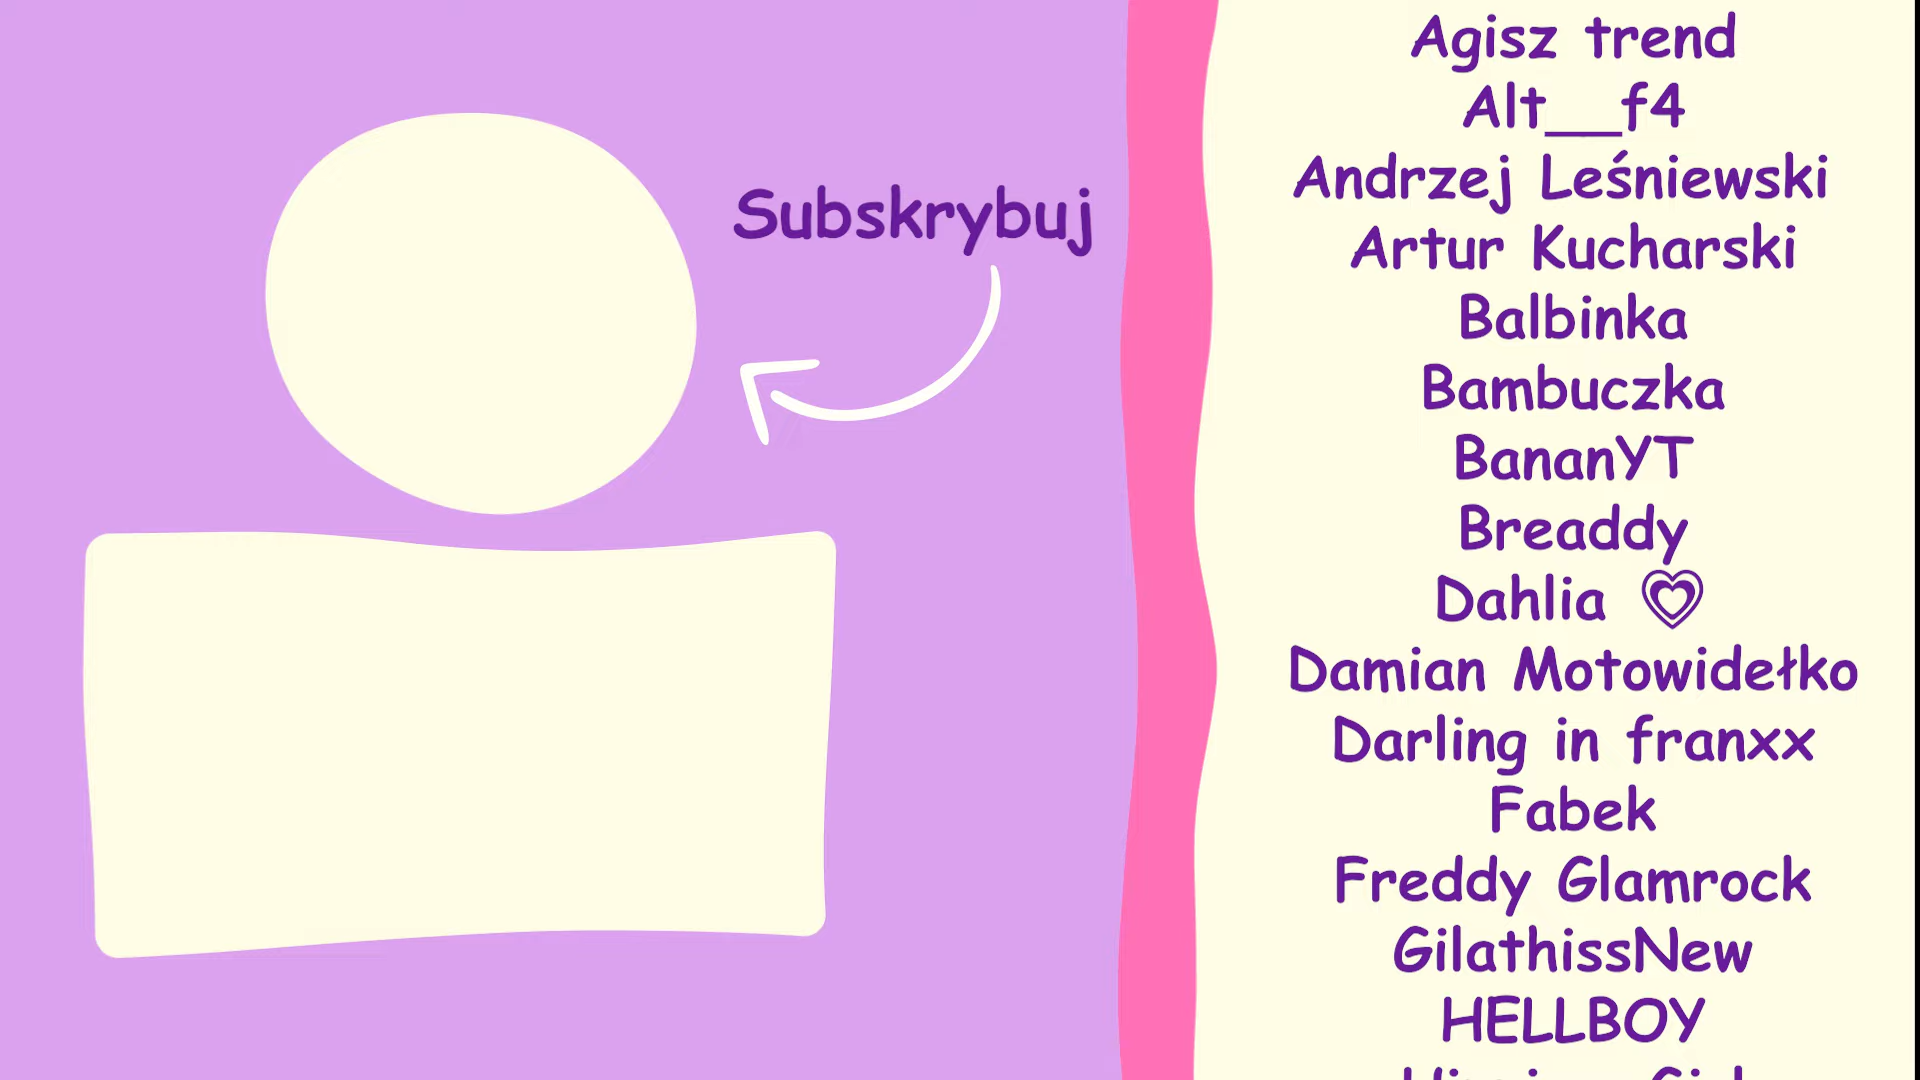 Subskrybuj
Agisz trend
Alt__f4
Andrzej Leśniewski
Artur Kucharski
Balbinka
Bambuczka
BananYT
Breaddy
Dahlia 💗
Damian Motowidełko
Darling in franxx
Fabek
Freddy Glamrock
GilathissNew
HELLBOY